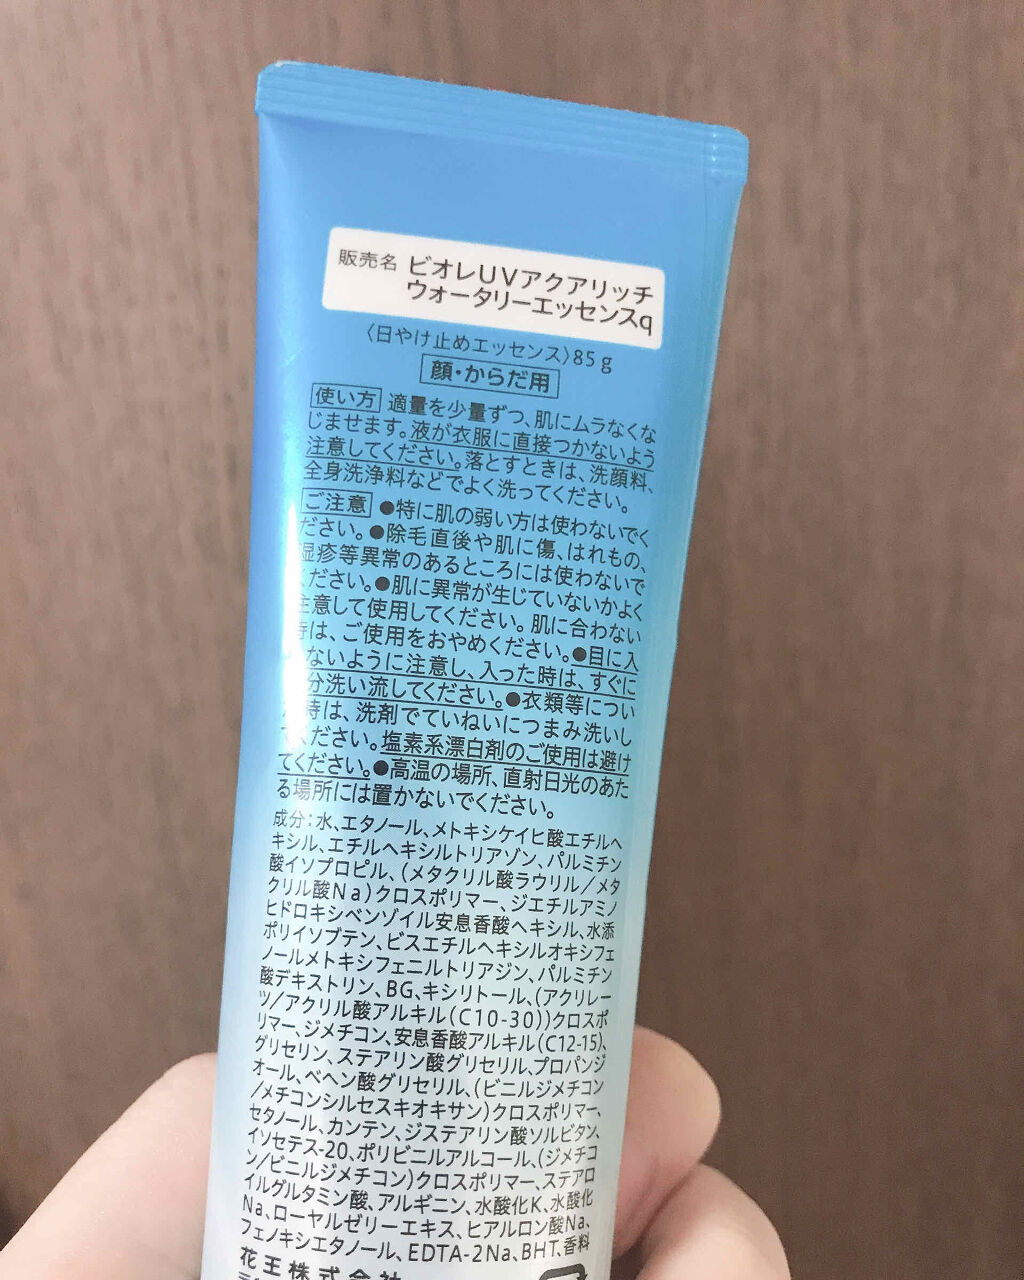 販売名 ビオレUVアクアリッチ
ウォータリーエッセンスq
〈日やけ止めエッセンス〉85g
顔・からだ用
使い方 適量を少量ずつ、肌にムラなくな
じませます。液が衣服に直接つかないよう
注意してください。落とすときは、洗顔料、
全身洗浄料などでよく洗ってください。
ご注意 ●特に肌の弱い方は使わないでく
ださい。●除毛直後や肌に傷、はれもの、
湿疹等異常のあるところには使わないで
ください。●肌に異常が生じていないかよく
注意して使用してください。肌に合わない
時は、ご使用をおやめください。●目に入
らないように注意し、入った時は、すぐに
分洗い流してください。●衣類等につい
た時は、洗剤でていねいにつまみ洗いし
てください。塩素系漂白剤のご使用は避け
てください。●高温の場所、直射日光のあた
る場所には置かないでください。
成分:水、エタノール、メトキシケイヒ酸エチルヘ
キシル、エチルヘキシルトリアゾン、パルミチン
酸イソプロピル、(メタクリル酸ラウリル/メタ
クリル酸Na)クロスポリマー、ジエチルアミノ
ヒドロキシベンゾイル安息香酸ヘキシル、水添
ポリイソブテン、ビスエチルヘキシルオキシフェ
ノールメトキシフェニルトリアジン、パルミチン
酸デキストリン、BG、キシリトール、(アクリレー
ツ/アクリル酸アルキル(C10-30))クロスポ
リマー、ジメチコン、安息香酸アルキル(C12-15)、
グリセリン、ステアリン酸グリセリル、プロパンジ
オール、ベヘン酸グリセリル、(ビニルジメチコン
/メチコンシルセスキオキサン)クロスポリマー、
セタノール、カンテン、ジステアリン酸ソルビタン、
イソセテス-20、ポリビニルアルコール、(ジメチコ
ン/ビニルジメチコン)クロスポリマー、ステアロ
イルグルタミン酸、アルギニン、水酸化K、水酸化
Na、ローヤルゼリーエキス、ヒアルロン酸Na、
フェノキシエタノール、EDTA-2Na、BHT、香料
花王株式会社